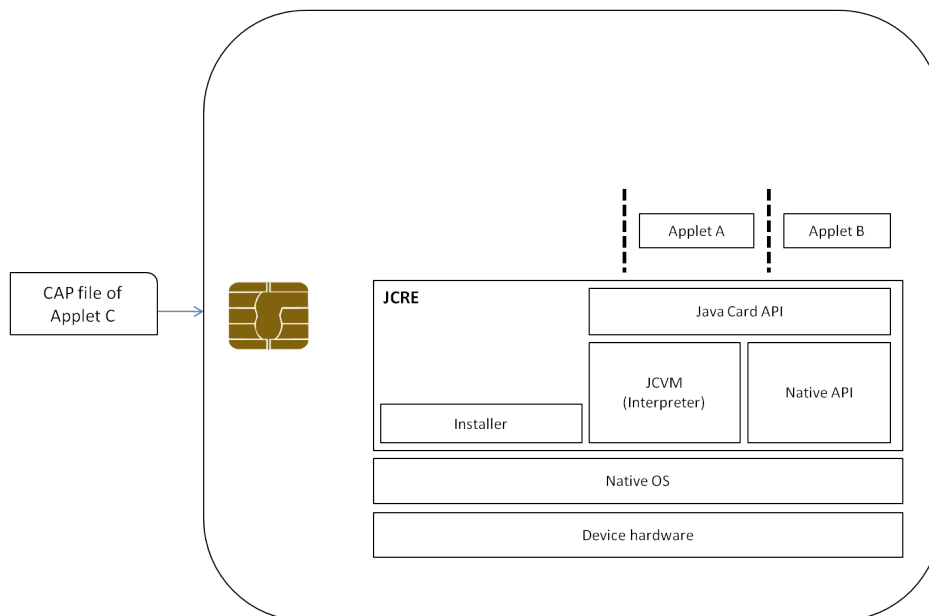 Applet A
Applet B
CAP file of
Applet C
JCRE
Java Card API
JCVM
(Interpreter)
Native API
Installer
Native OS
Device hardware